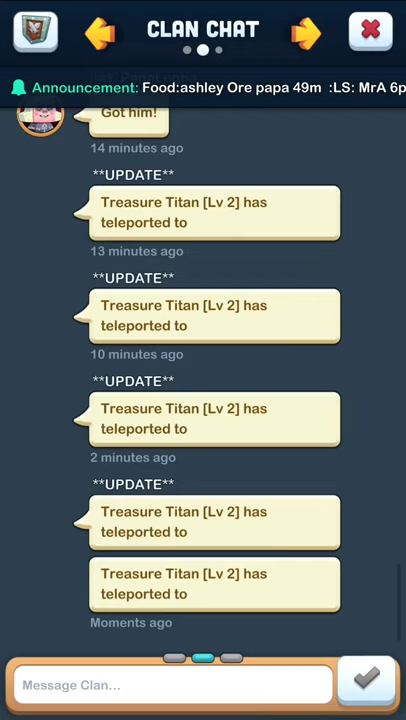 CLAN CHAT
Announcement: Food:ashley Ore papa 49m :LS: MrA 6p
Got him!
14 minutes ago
**UPDATE**
Treasure Titan [Lv 2] has
teleported to
13 minutes ago
**UPDATE**
Treasure Titan [Lv 2] has
teleported to
10 minutes ago
**UPDATE**
Treasure Titan [Lv 2] has
teleported to
2 minutes ago
**UPDATE**
Treasure Titan [Lv 2] has
teleported to
Treasure Titan [Lv 2] has
teleported to
Moments ago
Message Clan...